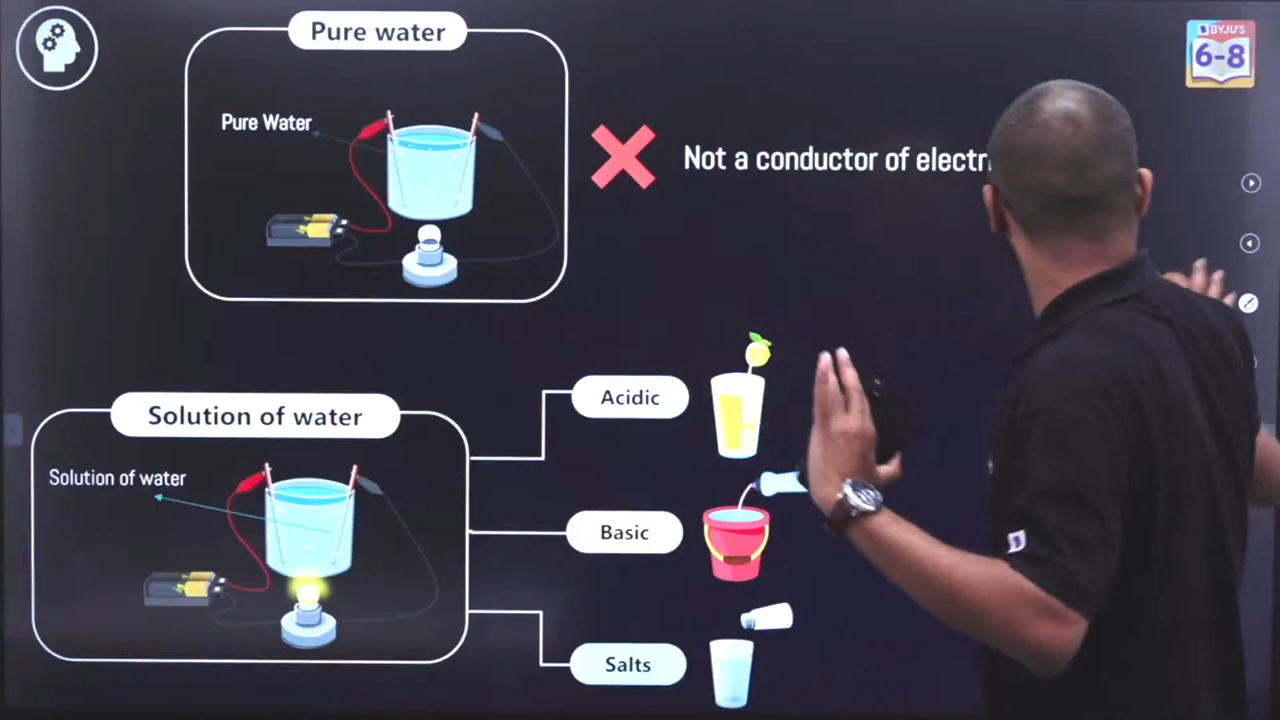 Pure water
BYJU'S
6-8
Pure Water
Not a conductor of
Solution of water
Solution of water
Acidic
Basic
Salts